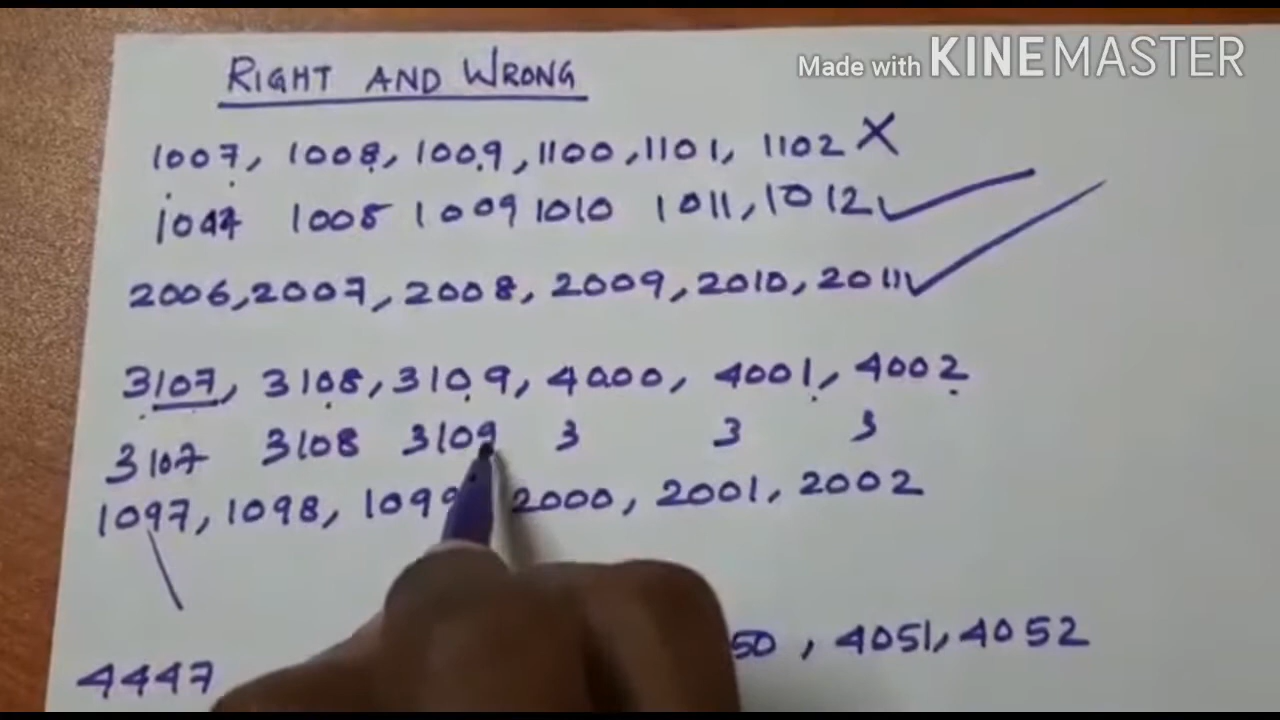 Made with KINEMASTER
RIGHT AND WRONG
1007, 1008, 1009, 1100, 1101, 1102 X
1007 1008 1009 1010 1011, 1012 ✓
2006, 2007, 2008, 2009, 2010, 2011 ✓
3107, 3108, 3109, 4000, 4001, 4002
3107 3108 3109 3 3 3
1097, 1098, 1099 2000, 2001, 2002
50, 4051, 4052
4447